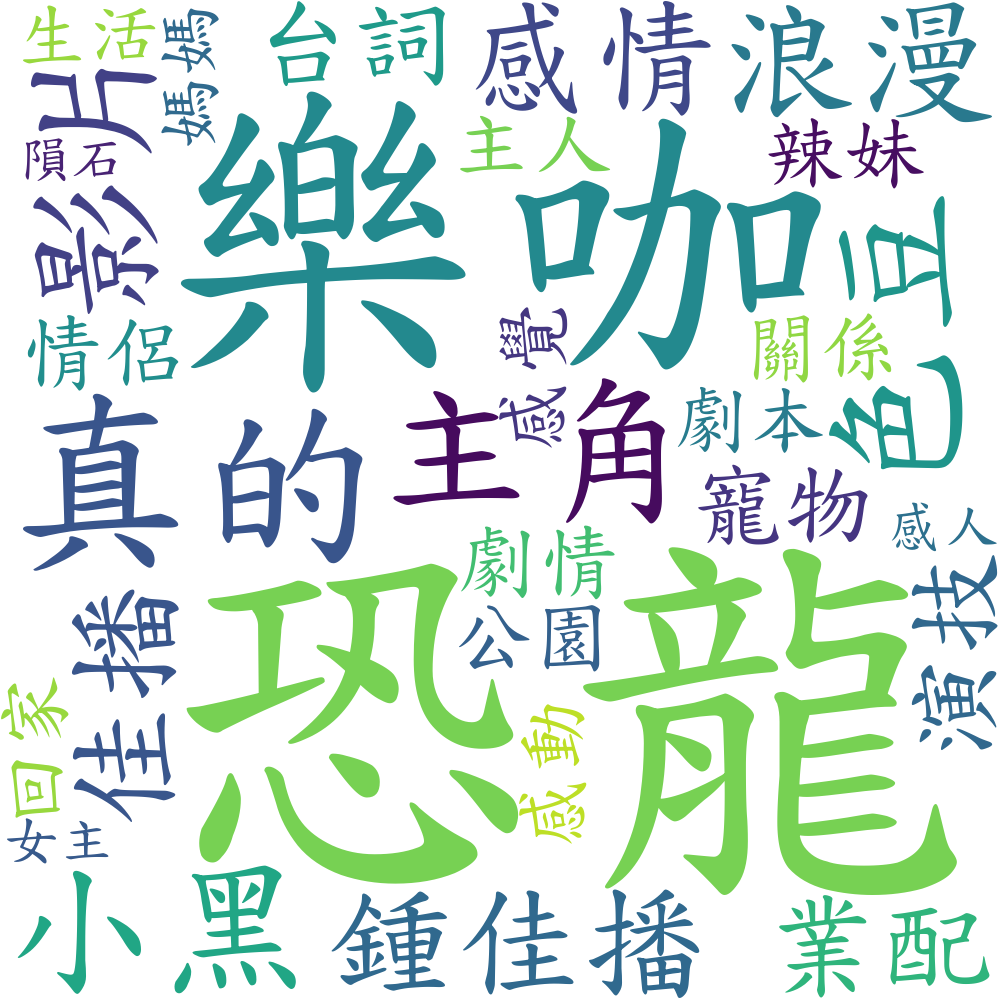 生活
台詞
感情
浪漫
影片
媽媽
主人
辣妹
隕石
樂咖
色豆
情侶
感覺
關係
真的
主角
劇本
寵物
感人
劇情
恐龍
公園
演技
佳播
回家
感動
女主
小黑
鍾佳播
業配